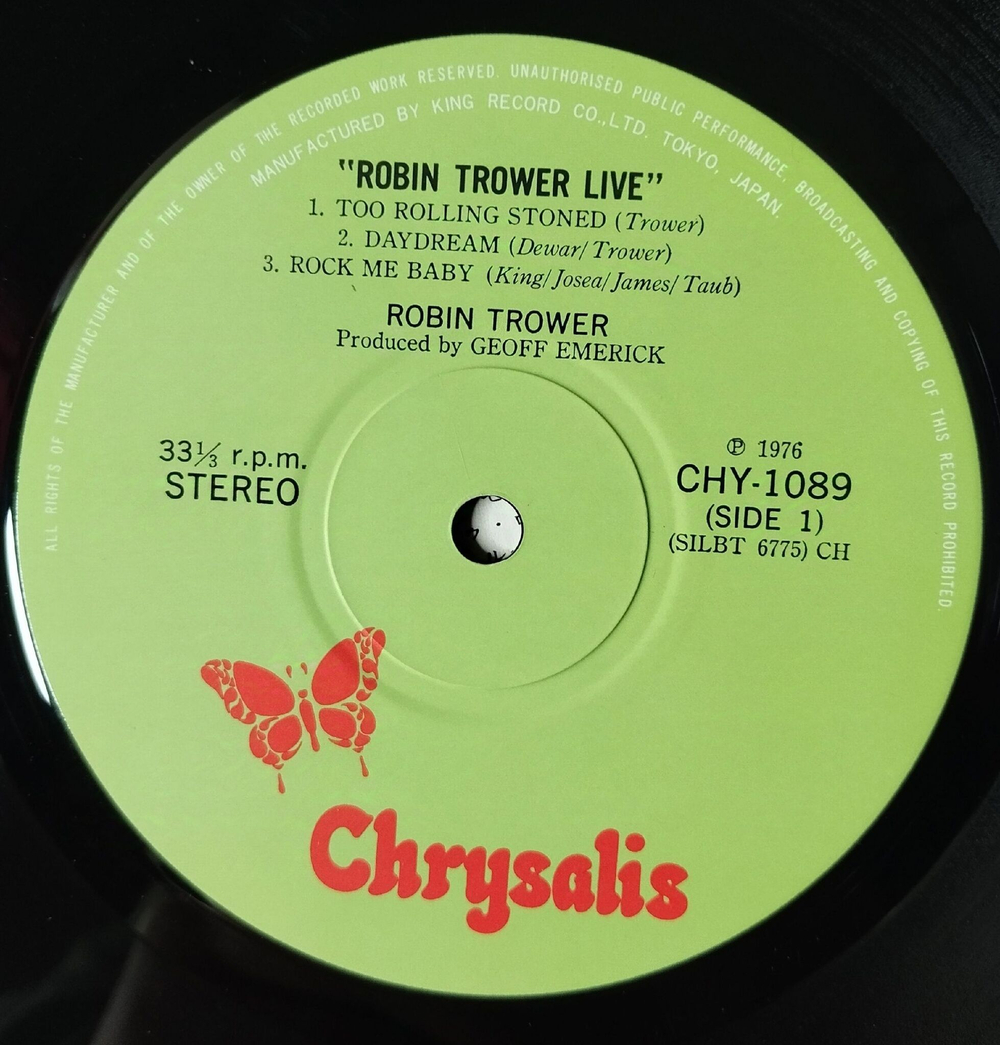 ALL RIGHTS OF THE MANUFACTURER AND OF THE OWNER OF THE RECORDED WORK RESERVED. UNAUTHORISED PUBLIC PERFORMANCE, BROADCASTING AND COPYING OF THIS RECORD PROHIBITED.
MANUFACTURED BY KING RECORD CO.,LTD. TOKYO, JAPAN.
"ROBIN TROWER LIVE"
1. TOO ROLLING STONED (Trower)
2. DAYDREAM (Dewar/Trower)
3. ROCK ME BABY (King/Josea/James/Taub)
ROBIN TROWER
Produced by GEOFF EMERICK
33⅓ r.p.m.
STEREO
℗ 1976
CHY-1089
(SIDE 1)
(SILBT 6775) CH
Chrysalis